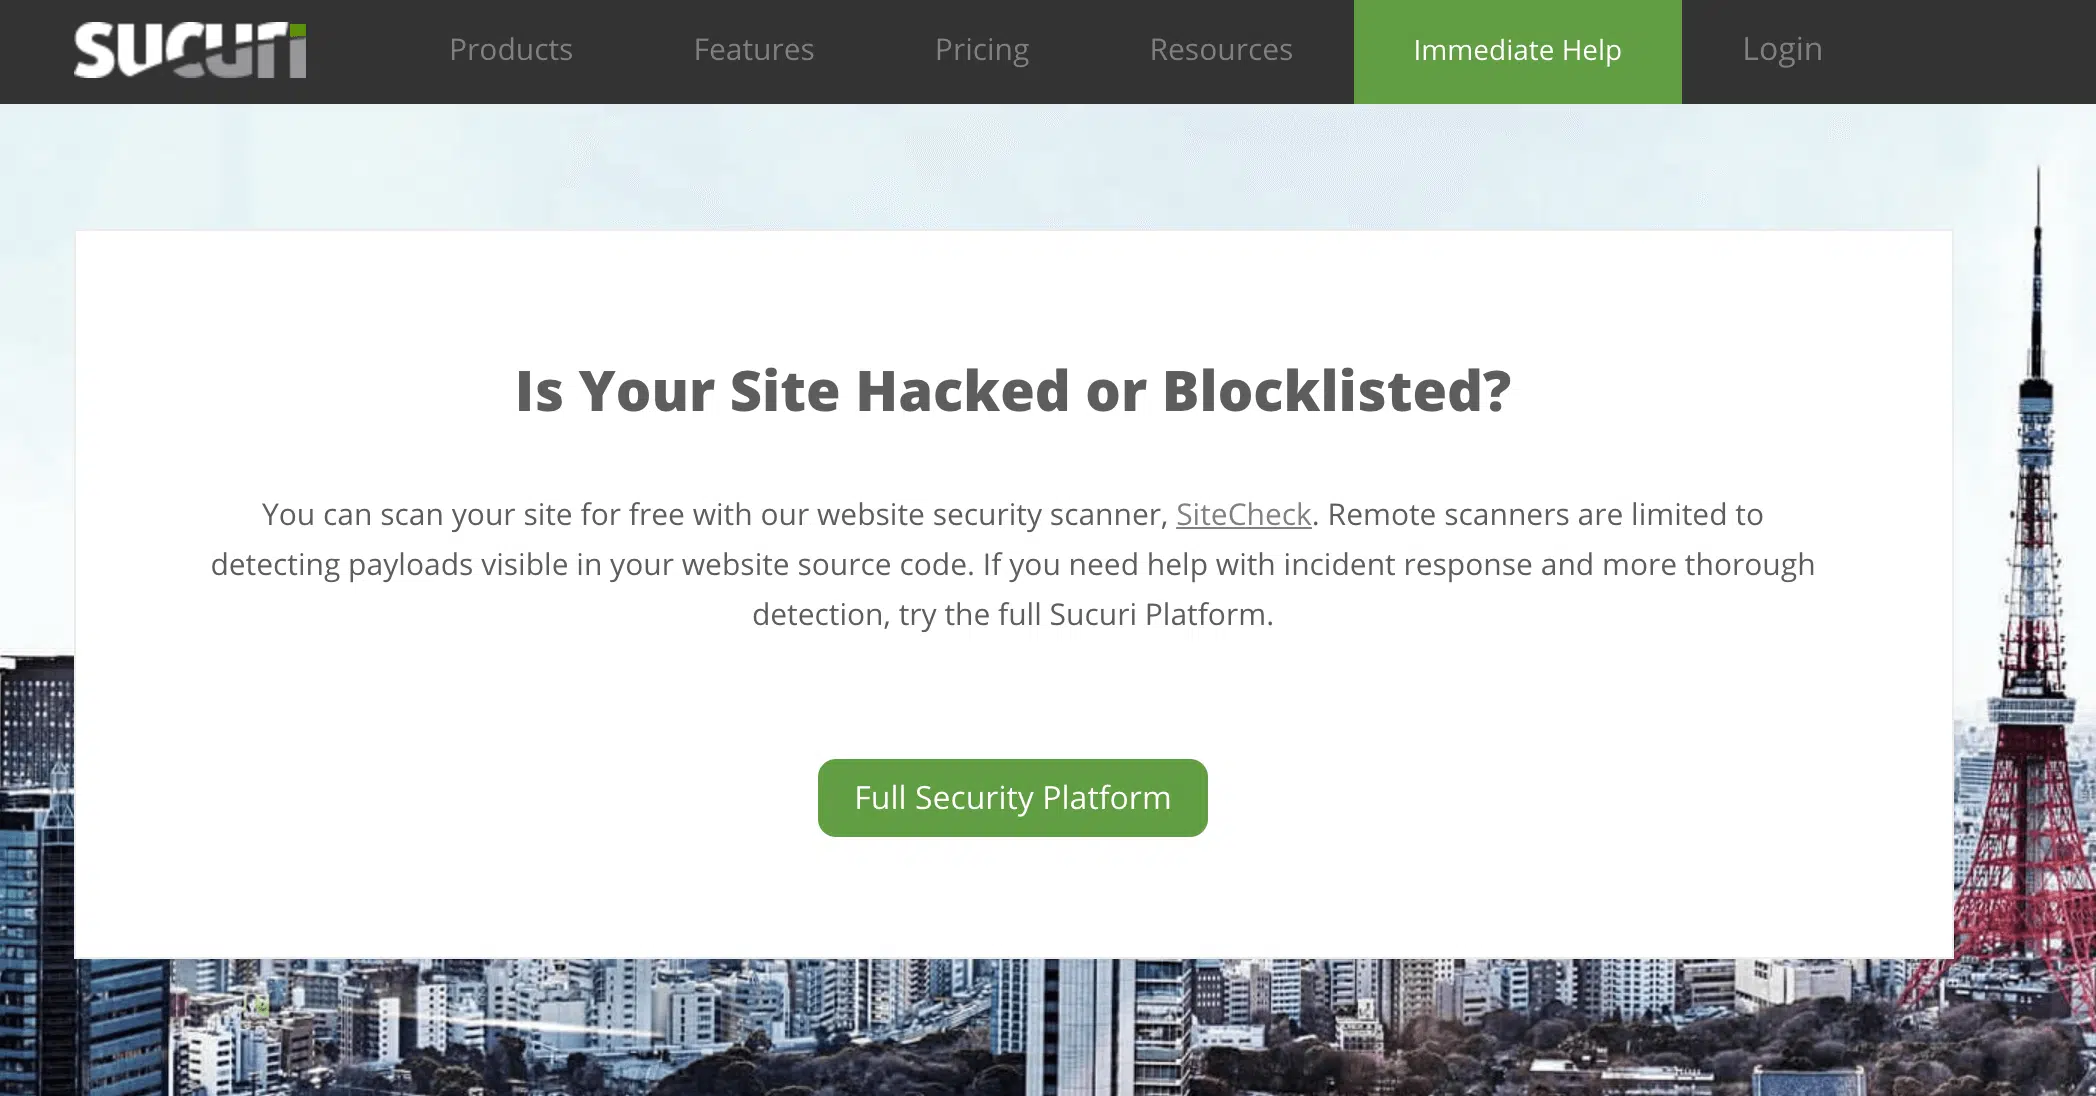 sucuri
Products
Features
Pricing
Resources
Immediate Help
Login
Is Your Site Hacked or Blocklisted?
You can scan your site for free with our website security scanner, SiteCheck. Remote scanners are limited to
detecting payloads visible in your website source code. If you need help with incident response and more thorough
detection, try the full Sucuri Platform.
Full Security Platform